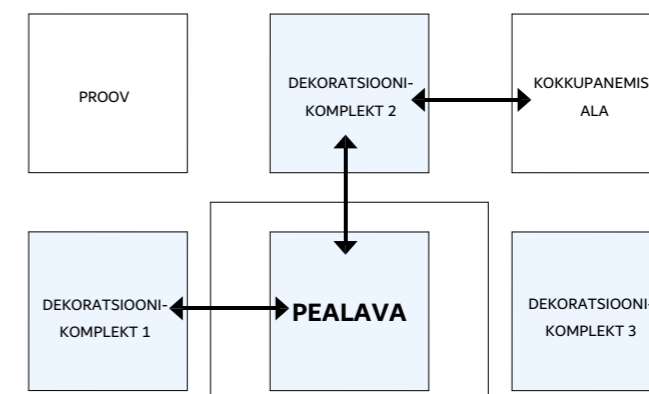 PROOV
DEKORATSIOONI-
KOMPLEKT 2
KOKKUPANEMIS
ALA
DEKORATSIOONI-
KOMPLEKT 1
PEALAVA
DEKORATSIOONI-
KOMPLEKT 3